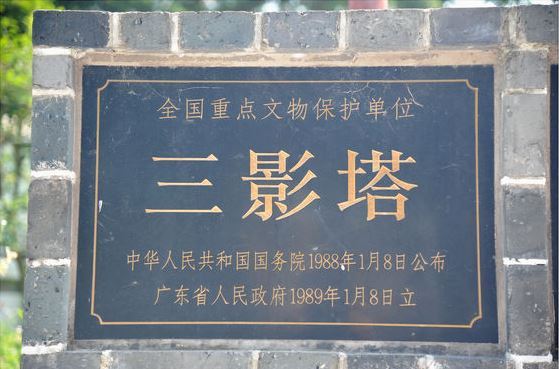 全国重点文物保护单位
三影塔
中华人民共和国国务院1988年1月8日公布
广东省人民政府1989年1月8日立